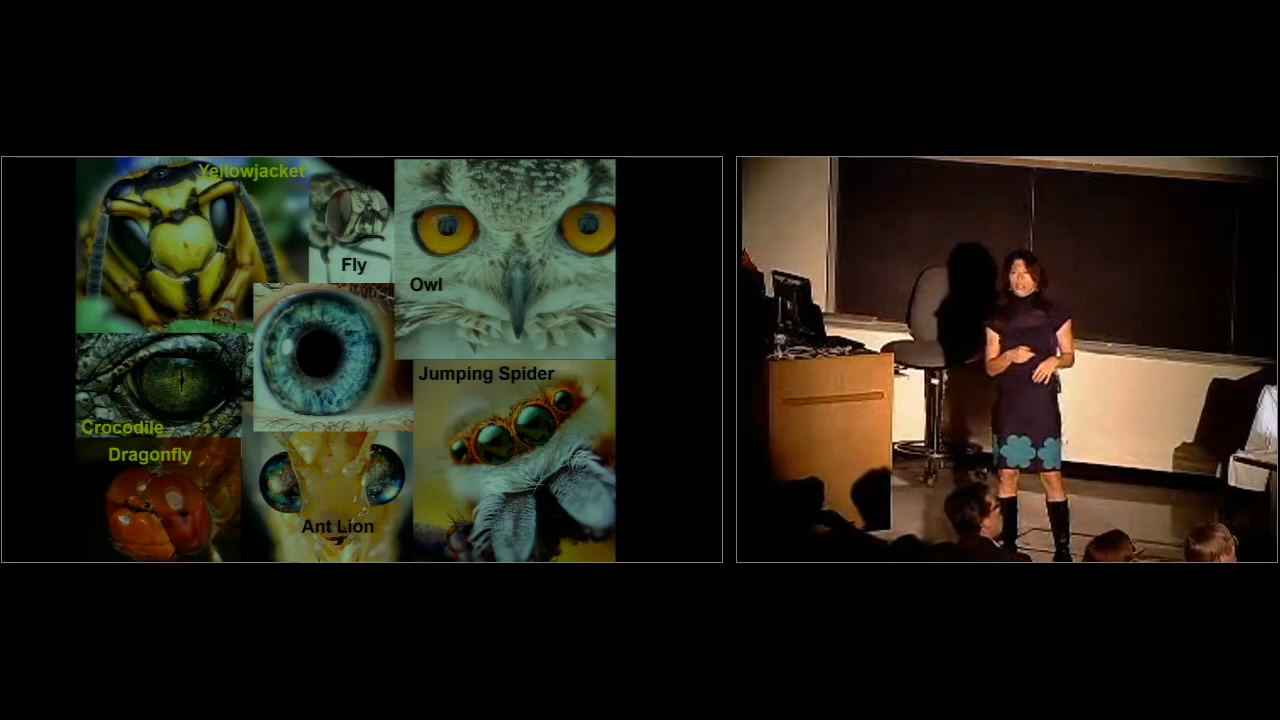 Yellowjacket
Fly
Owl
Jumping Spider
Crocodile
Dragonfly
Ant Lion